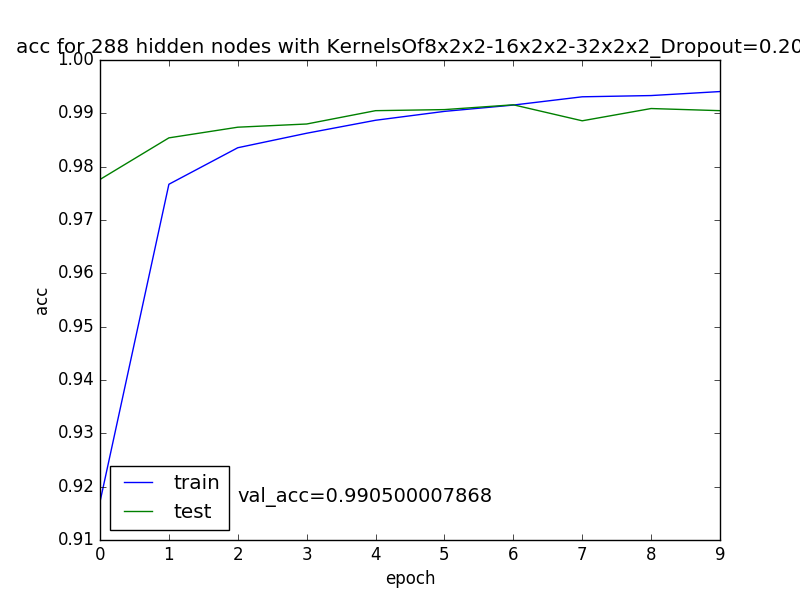 acc for 288 hidden nodes with KernelsOf8x2x2-16x2x2-32x2x2_Dropout=0.20
1.00
0.99
0.98
0.97
0.96
0.95
0.94
0.93
0.92
0.91
acc
train
test
val_acc=0.990500007868
0 1 2 3 4 5 6 7 8 9
epoch